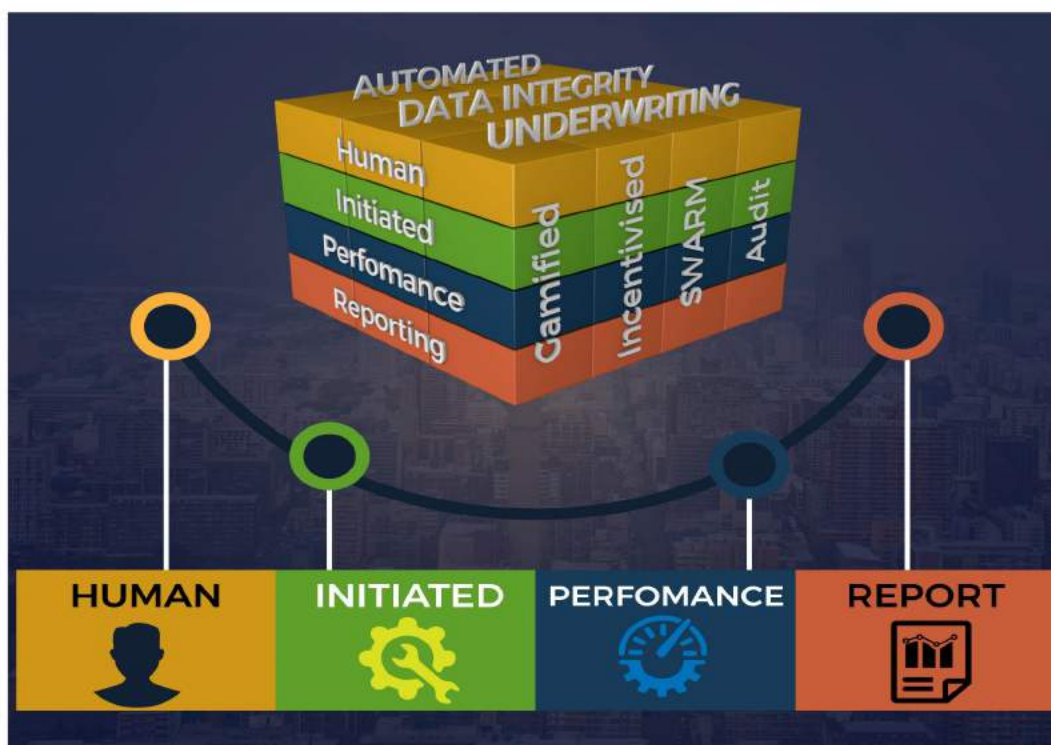 AUTOMATED
DATA INTEGRITY
UNDERWRITING
Human
Initiated
Perfomance
Reporting
Gamified
Incentivised
SWARM
Audit
HUMAN
INITIATED
PERFOMANCE
REPORT